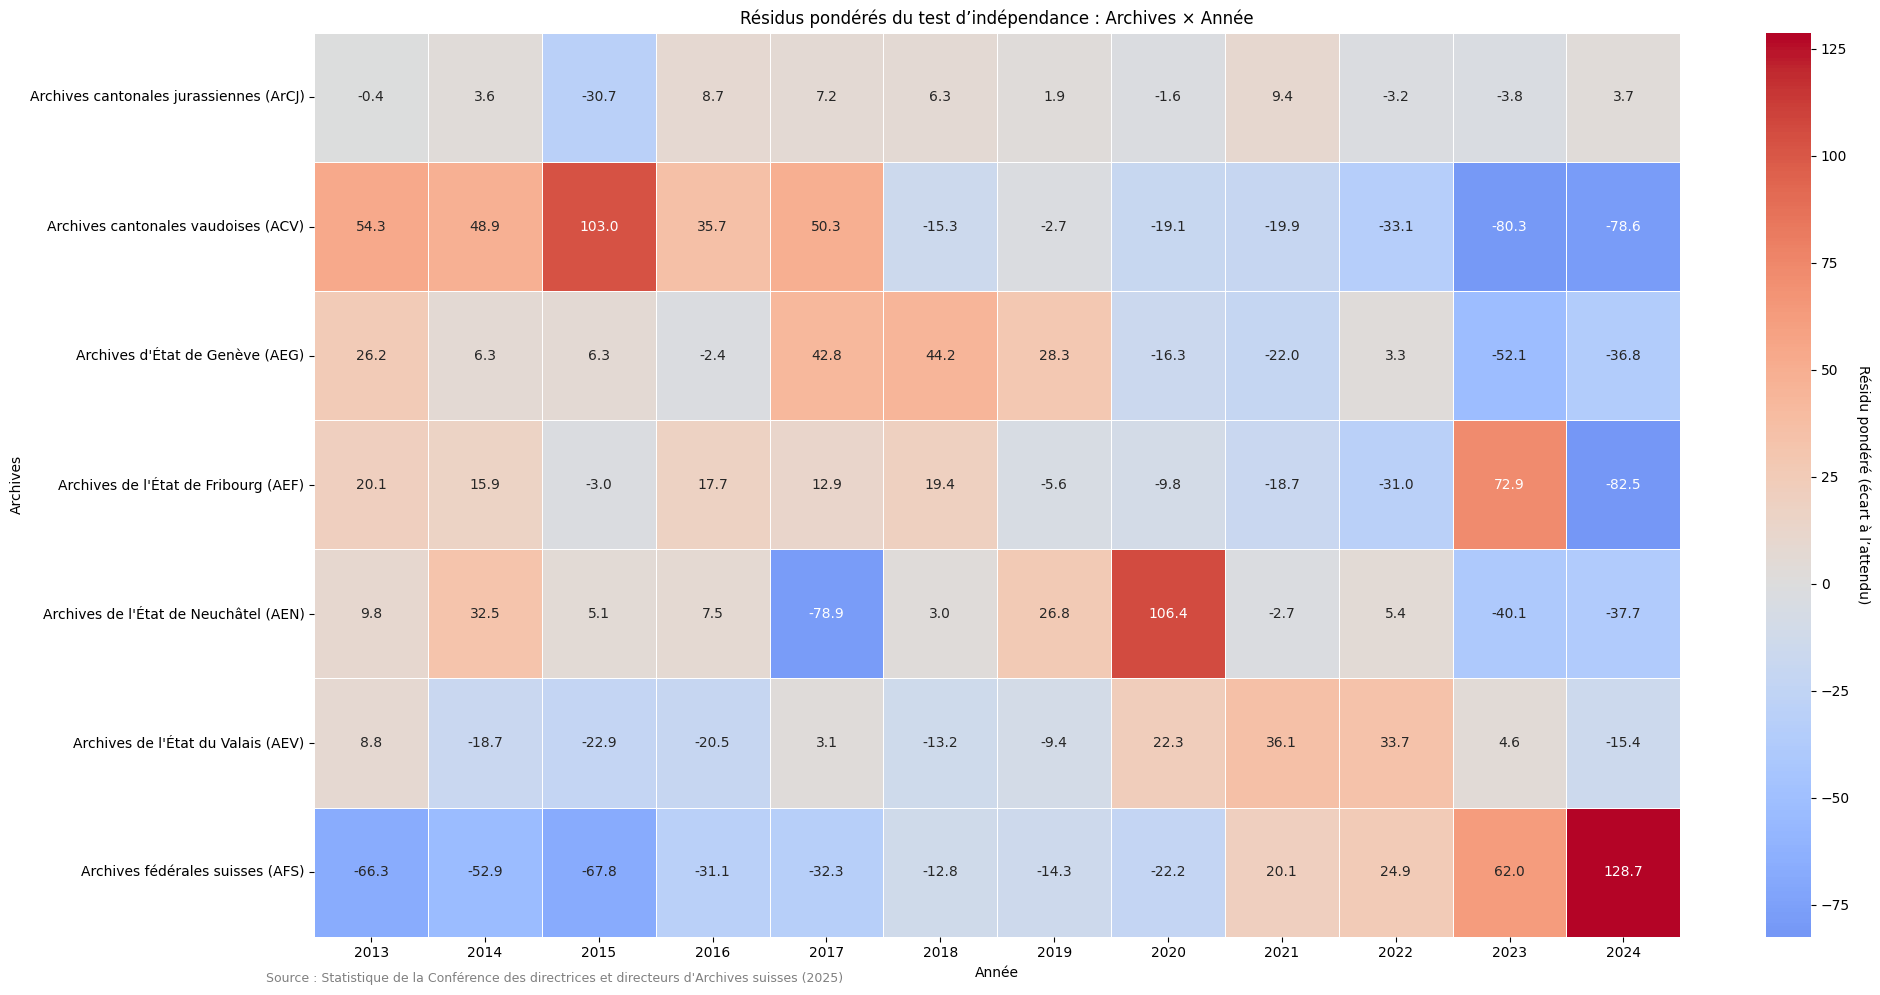 Résidus pondérés du test d’indépendance : Archives × Année
Archives
Archives cantonales jurassiennes (ArCJ) -0.4 3.6 -30.7 8.7 7.2 6.3 1.9 -1.6 9.4 -3.2 -3.8 3.7
Archives cantonales vaudoises (ACV) 54.3 48.9 103.0 35.7 50.3 -15.3 -2.7 -19.1 -19.9 -33.1 -80.3 -78.6
Archives d'État de Genève (AEG) 26.2 6.3 6.3 -2.4 42.8 44.2 28.3 -16.3 -22.0 3.3 -52.1 -36.8
Archives de l'État de Fribourg (AEF) 20.1 15.9 -3.0 17.7 12.9 19.4 -5.6 -9.8 -18.7 -31.0 72.9 -82.5
Archives de l'État de Neuchâtel (AEN) 9.8 32.5 5.1 7.5 -78.9 3.0 26.8 106.4 -2.7 5.4 -40.1 -37.7
Archives de l'État du Valais (AEV) 8.8 -18.7 -22.9 -20.5 3.1 -13.2 -9.4 22.3 36.1 33.7 4.6 -15.4
Archives fédérales suisses (AFS) -66.3 -52.9 -67.8 -31.1 -32.3 -12.8 -14.3 -22.2 20.1 24.9 62.0 128.7
2013 2014 2015 2016 2017 2018 2019 2020 2021 2022 2023 2024
Année
Source : Statistique de la Conférence des directrices et directeurs d'Archives suisses (2025)
125
100
75
50
25
0
−25
−50
−75
Résidu pondéré (écart à l’attendu)